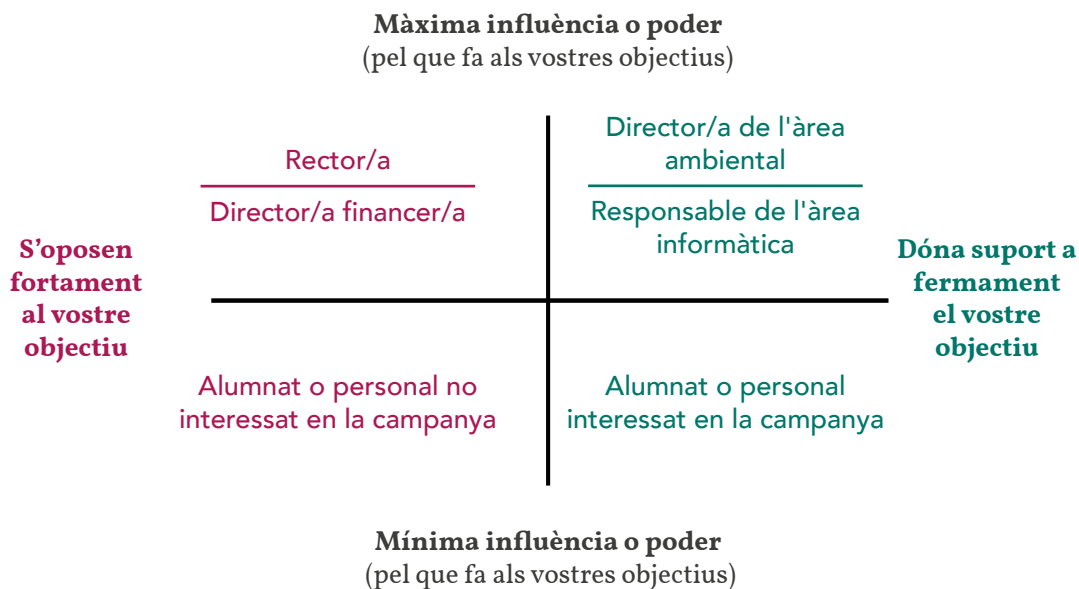 Màxima influència o poder
(pel que fa als vostres objectius)
Rector/a
Director/a financer/a
Director/a de l'àrea
ambiental
Responsable de l'àrea
informàtica
S’oposen
fortament
al vostre
objectiu
Dóna suport a
fermament
el vostre
objectiu
Alumnat o personal no
interessat en la campanya
Alumnat o personal
interessat en la campanya
Mínima influència o poder
(pel que fa als vostres objectius)